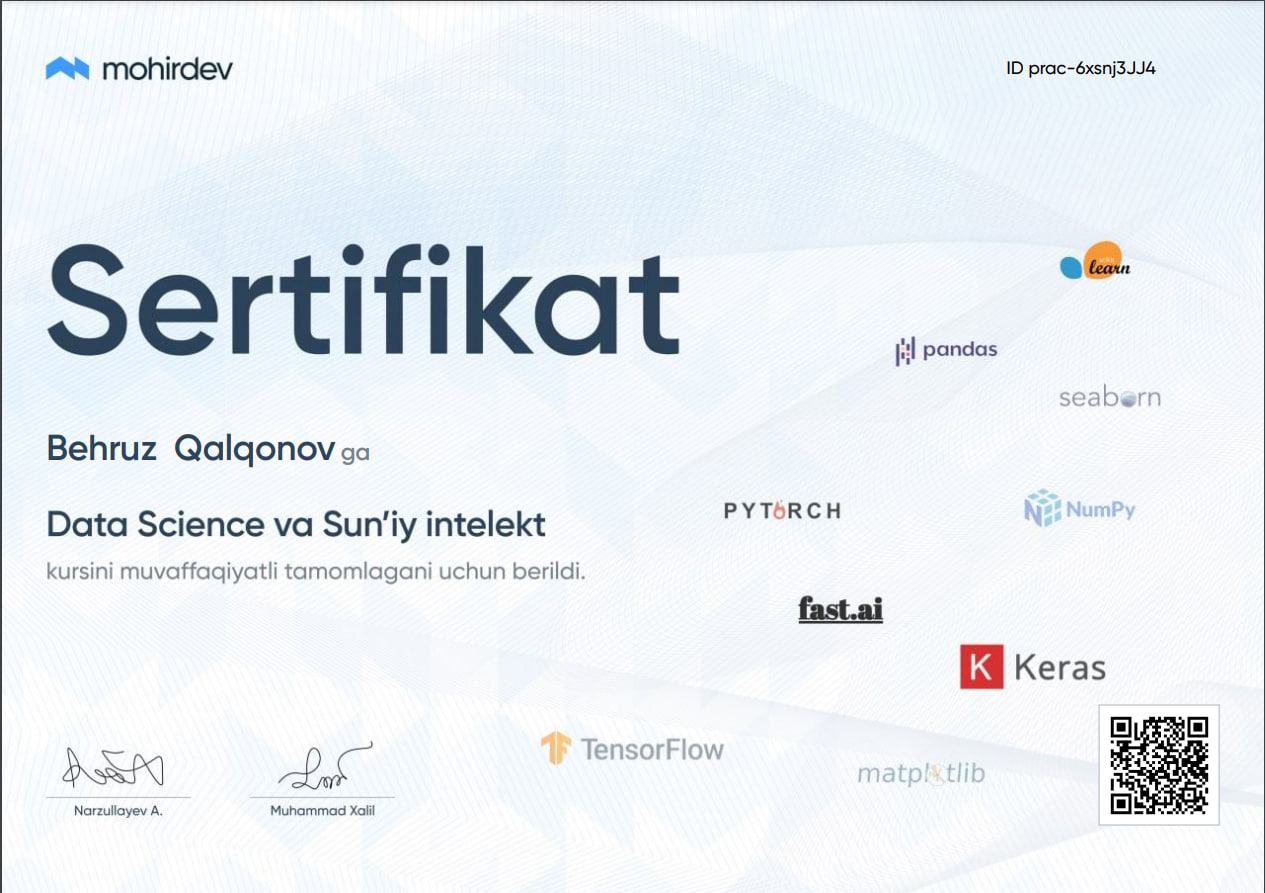 mohirdev
ID prac-6xsnj3JJ4
Sertifikat
scikit
learn
pandas
seaborn
Behruz Qalqonov ga
PYTORCH
NumPy
Data Science va Sun’iy intelekt
kursini muvaffaqiyatli tamomlagani uchun berildi.
fast.ai
K Keras
TensorFlow
matplotlib
Narzullayev A.
Muhammad Xalil